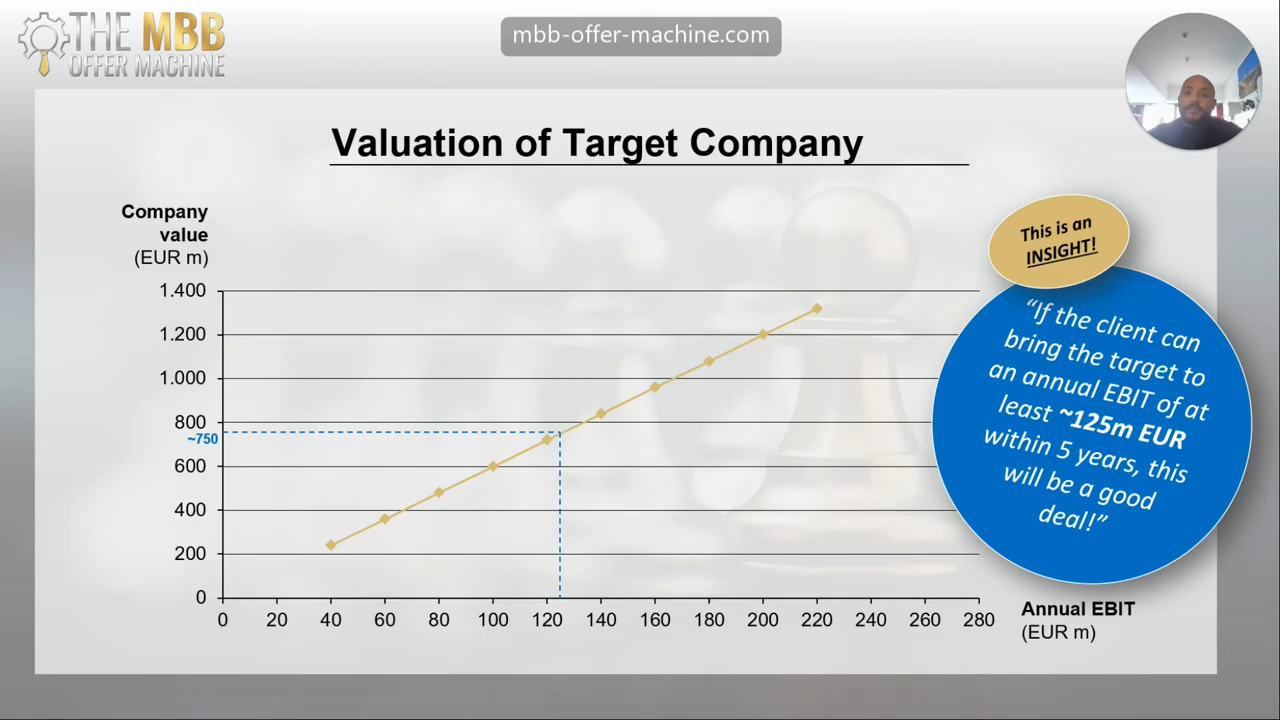 THE MBB
OFFER MACHINE
mbb-offer-machine.com
Valuation of Target Company
Company
value
(EUR m)
1.400
1.200
1.000
800
~750
600
400
200
0
0 20 40 60 80 100 120 140 160 180 200 220 240 260 280
Annual EBIT
(EUR m)
This is an
INSIGHT!
“If the client can
bring the target to
an annual EBIT of at
least ~125m EUR
within 5 years, this
will be a good
deal!”